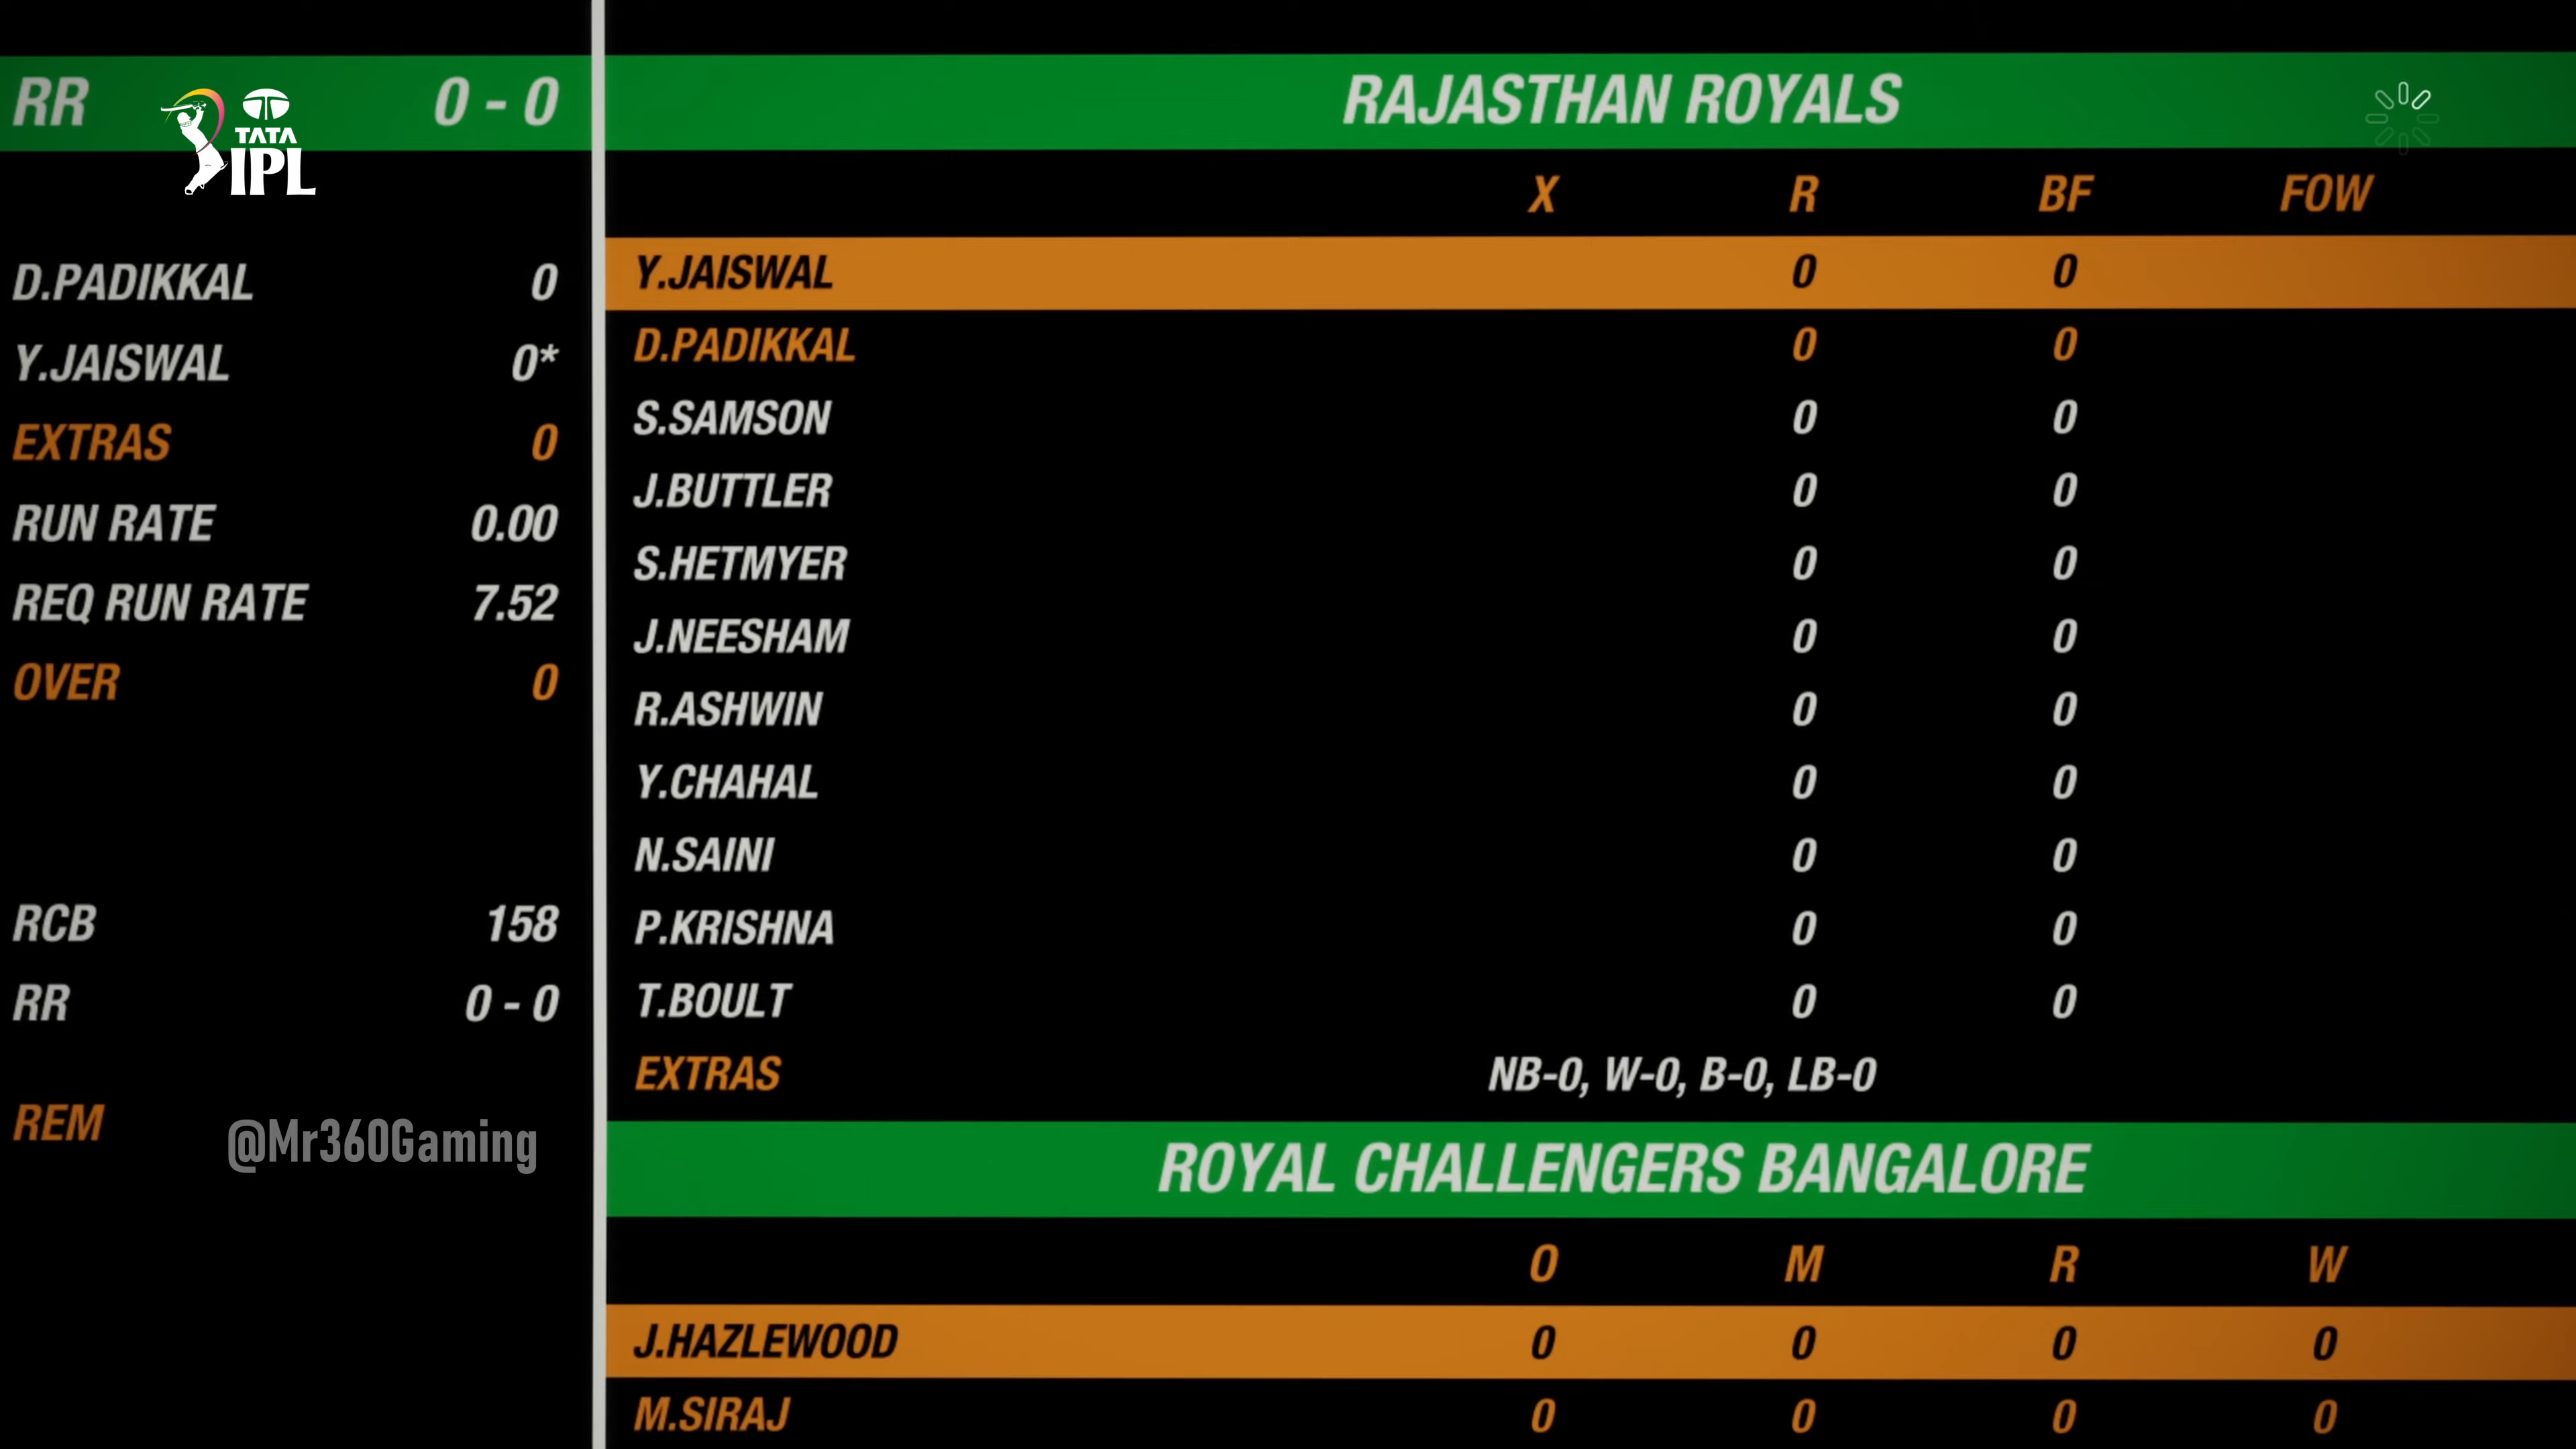 RR 0 - 0
TATA
IPL
D.PADIKKAL 0
Y.JAISWAL 0*
EXTRAS 0
RUN RATE 0.00
REQ RUN RATE 7.52
OVER 0
RCB 158
RR 0 - 0
REM
@Mr360Gaming
RAJASTHAN ROYALS
X R BF FOW
Y.JAISWAL 0 0
D.PADIKKAL 0 0
S.SAMSON 0 0
J.BUTTLER 0 0
S.HETMYER 0 0
J.NEESHAM 0 0
R.ASHWIN 0 0
Y.CHAHAL 0 0
N.SAINI 0 0
P.KRISHNA 0 0
T.BOULT 0 0
EXTRAS NB-0, W-0, B-0, LB-0
ROYAL CHALLENGERS BANGALORE
O M R W
J.HAZLEWOOD 0 0 0 0
M.SIRAJ 0 0 0 0